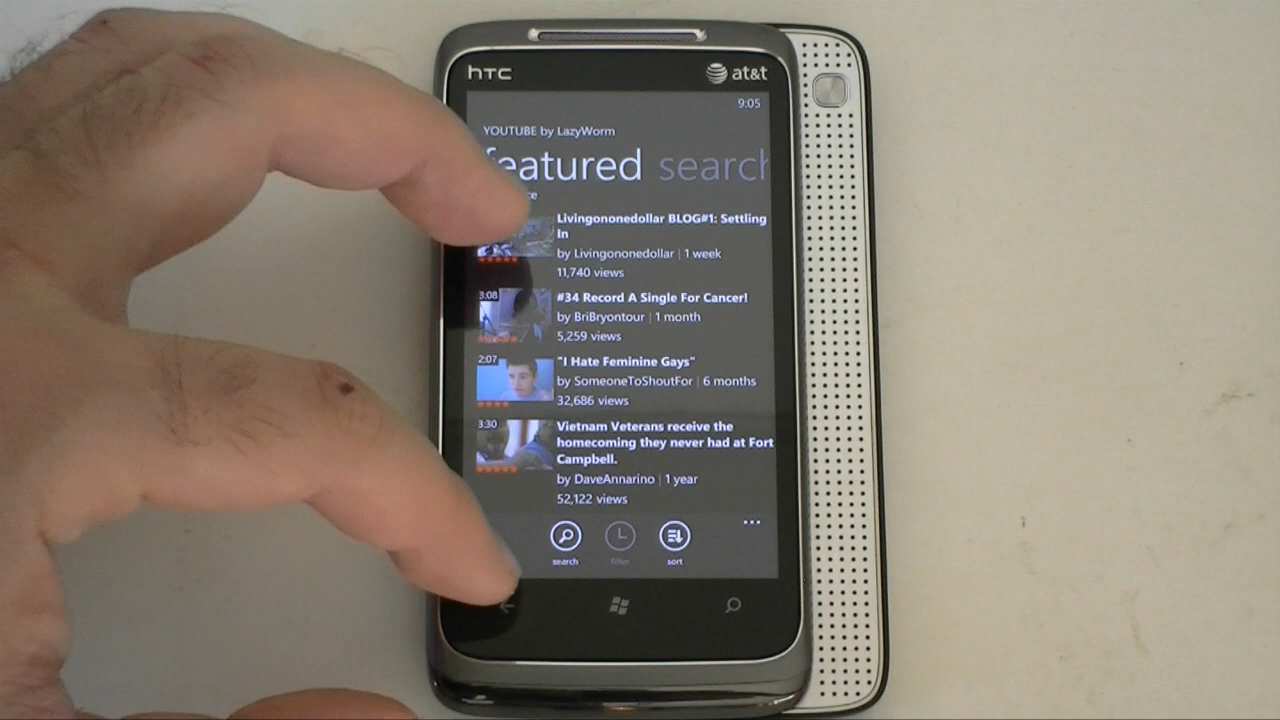 htc
at&t
9:05
YOUTUBE by LazyWorm
featured search
Livingononedollar BLOG#1: Settling
In
by Livingononedollar | 1 week
11,740 views
3:08
#34 Record A Single For Cancer!
by BriBryontour | 1 month
5,259 views
2:07
"I Hate Feminine Gays"
by SomeoneToShoutFor | 6 months
32,686 views
3:30
Vietnam Veterans receive the
homecoming they never had at Fort
Campbell.
by DaveAnnarino | 1 year
52,122 views
search filter sort